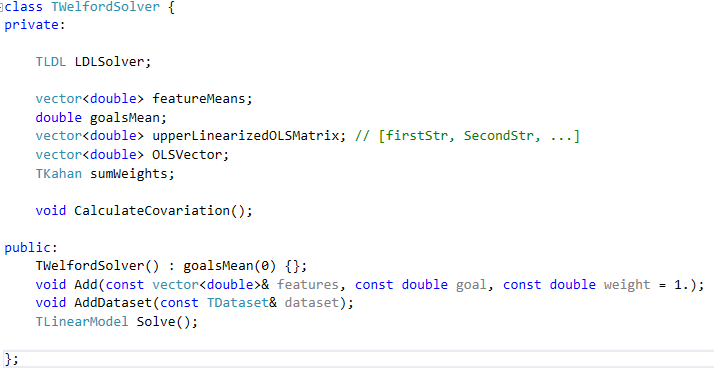 class TWelfordSolver {
private:
TLDL LDLSolver;
vector<double> featureMeans;
double goalsMean;
vector<double> upperLinearizedOLSMatrix; // [firstStr, SecondStr, ...]
vector<double> OLSVector;
TKahan sumWeights;
void CalculateCovariation();
public:
TWelfordSolver() : goalsMean(0) {};
void Add(const vector<double>& features, const double goal, const double weight = 1.);
void AddDataset(const TDataset& dataset);
TLinearModel Solve();
};